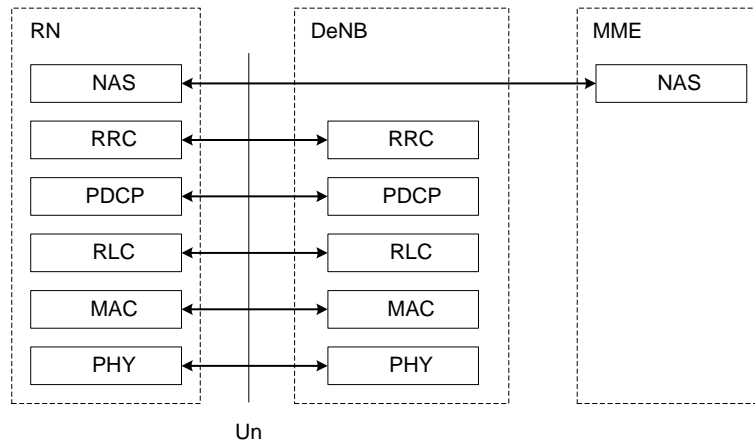 RN DeNB MME
NAS NAS
RRC RRC
PDCP PDCP
RLC RLC
MAC MAC
PHY PHY
Un